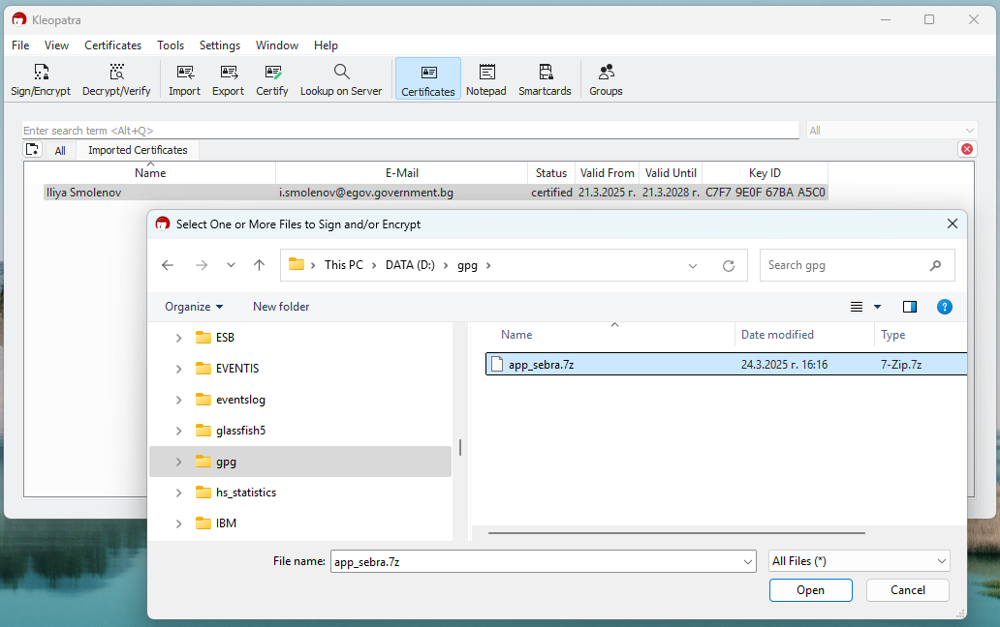 Kleopatra
File View Certificates Tools Settings Window Help
Sign/Encrypt Decrypt/Verify Import Export Certify Lookup on Server Certificates Notepad Smartcards Groups
Enter search term <Alt+Q> All
All Imported Certificates
Name E-Mail Status Valid From Valid Until Key ID
Iliya Smolenov i.smolenov@egov.government.bg certified 21.3.2025 г. 21.3.2028 г. C7F7 9E0F 67BA A5C0
Select One or More Files to Sign and/or Encrypt
This PC DATA (D:) gpg Search gpg
Organize New folder
Name Date modified Type
ESB
app_sebra.7z 24.3.2025 г. 16:16 7-Zip.7z
EVENTIS
eventslog
glassfish5
gpg
hs_statistics
IBM
File name: app_sebra.7z All Files (*)
Open Cancel